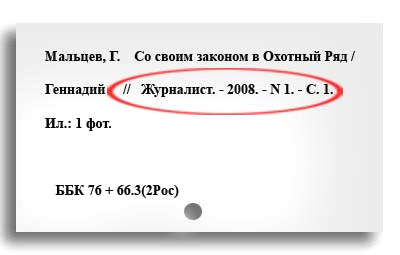 Мальцев, Г. Со своим законом в Охотный Ряд /
Геннадий // Журналист. - 2008. - N 1. - С. 1.
Ил.: 1 фот.
ББК 76 + 66.3(2Рос)